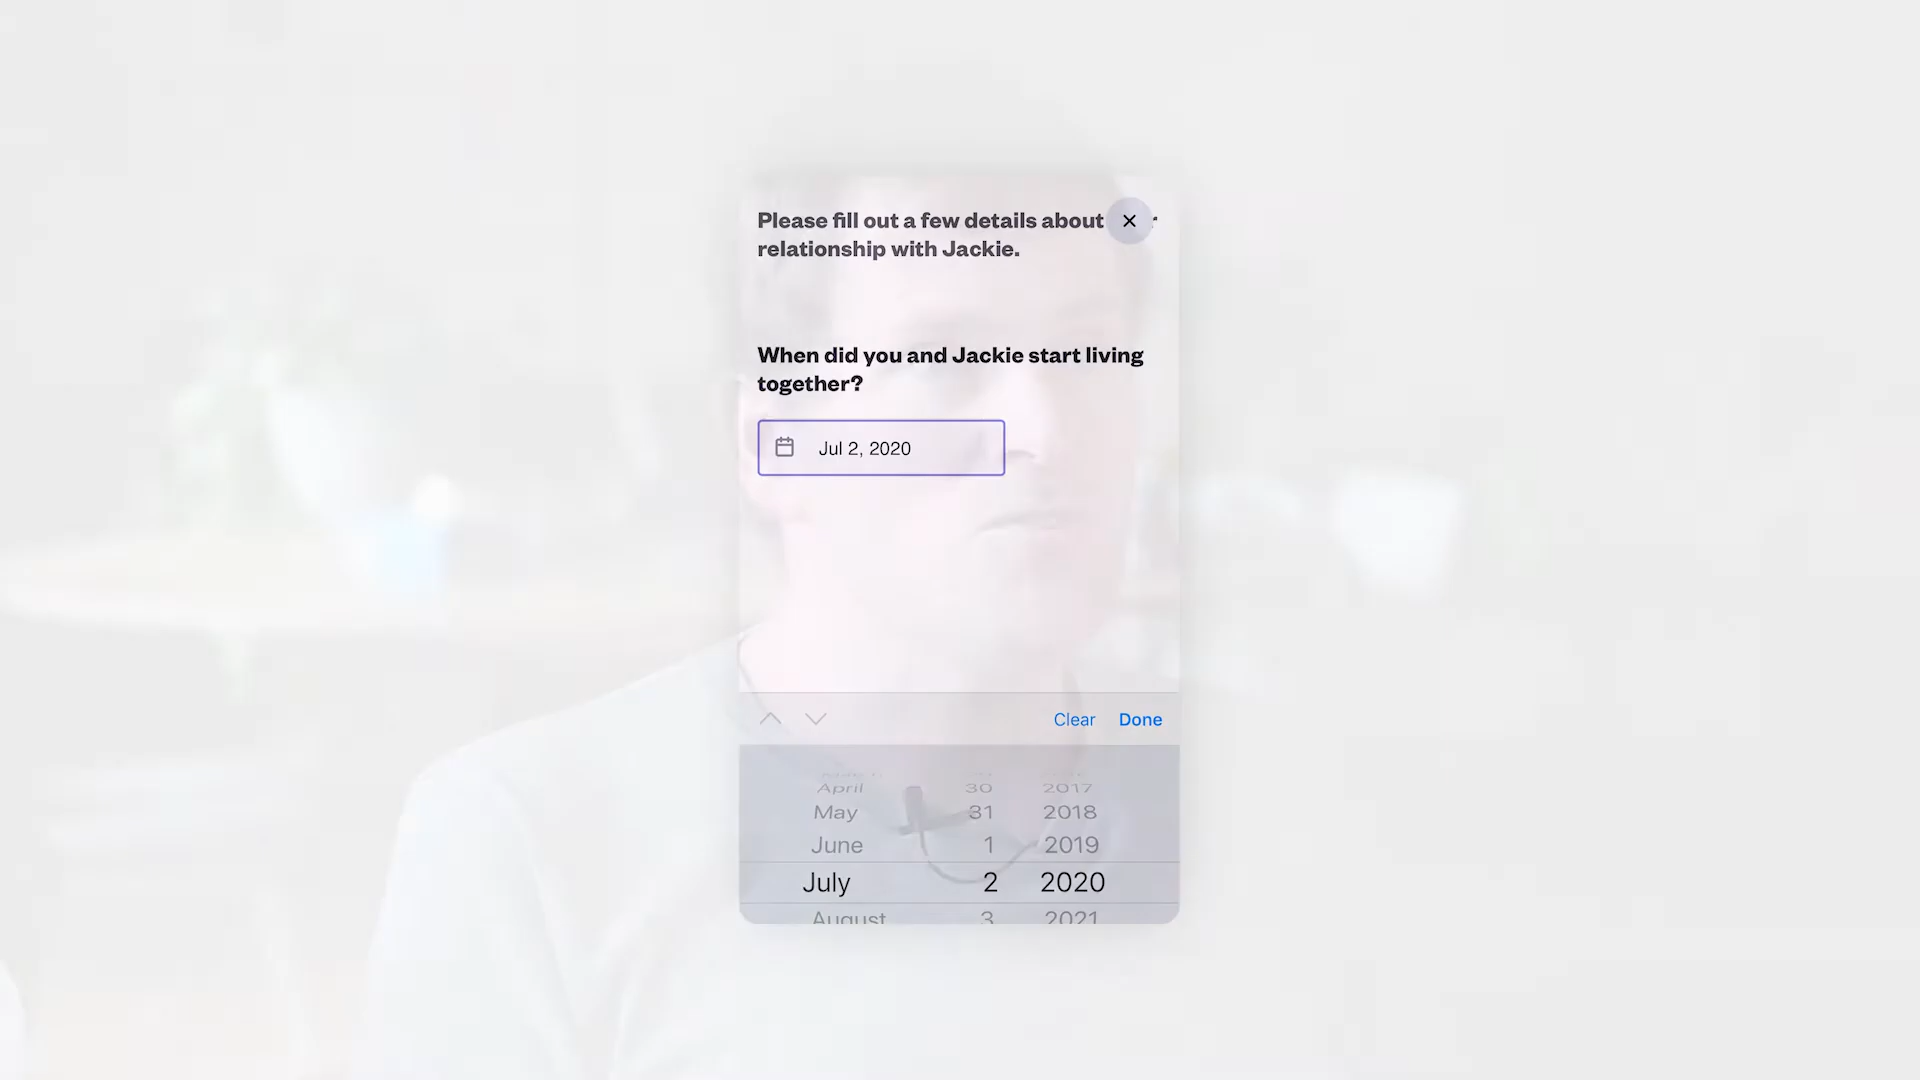 Please fill out a few details about
relationship with Jackie.
When did you and Jackie start living
together?
Jul 2, 2020
Clear Done
April 30 2017
May 31 2018
June 1 2019
July 2 2020
August 3 2021